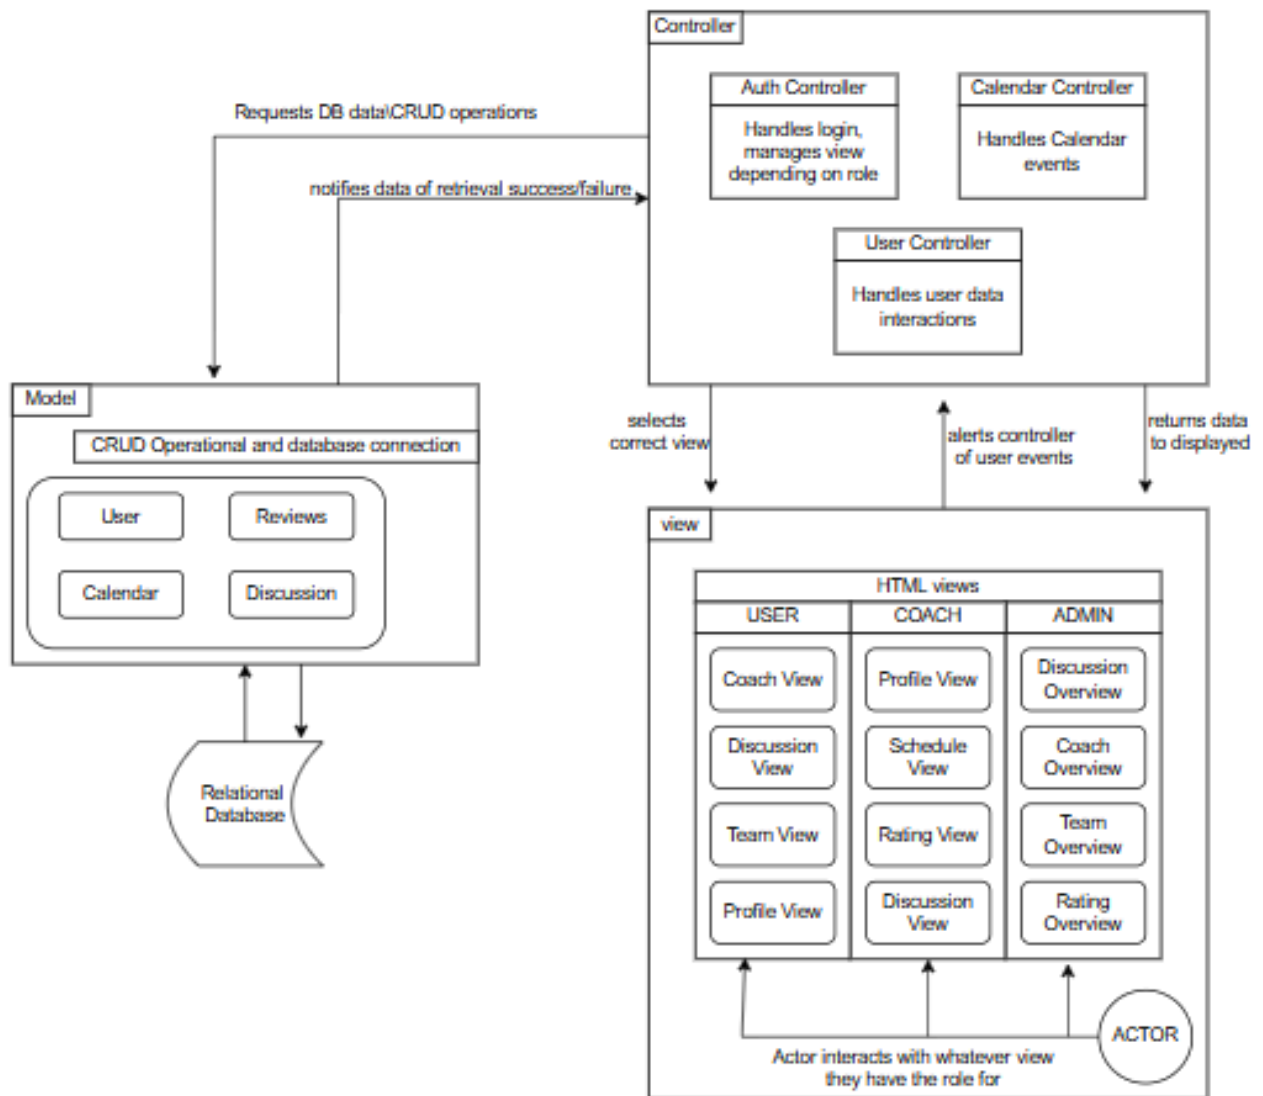 Controller
Auth Controller
Handles login,
manages view
depending on role
Calendar Controller
Handles Calendar
events
User Controller
Handles user data
interactions
Requests DB data\CRUD operations
notifies data of retrieval success/failure
Model
CRUD Operational and database connection
User
Reviews
Calendar
Discussion
Relational
Database
selects
correct view
alerts controller
of user events
returns data
to displayed
view
HTML views
USER
COACH
ADMIN
Coach View
Profile View
Discussion
Overview
Discussion
View
Schedule
View
Coach
Overview
Team View
Rating View
Team
Overview
Profile View
Discussion
View
Rating
Overview
ACTOR
Actor interacts with whatever view
they have the role for